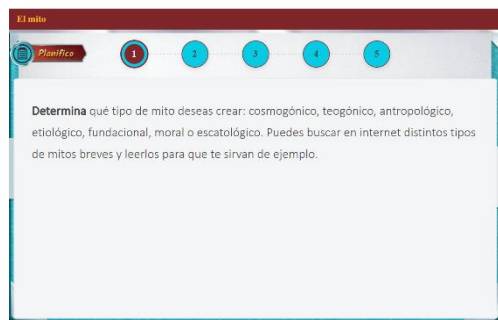 El mito
Planifico
1 2 3 4 5
Determina qué tipo de mito deseas crear: cosmogónico, teogónico, antropológico,
etiológico, fundacional, moral o escatológico. Puedes buscar en internet distintos tipos
de mitos breves y leerlos para que te sirvan de ejemplo.